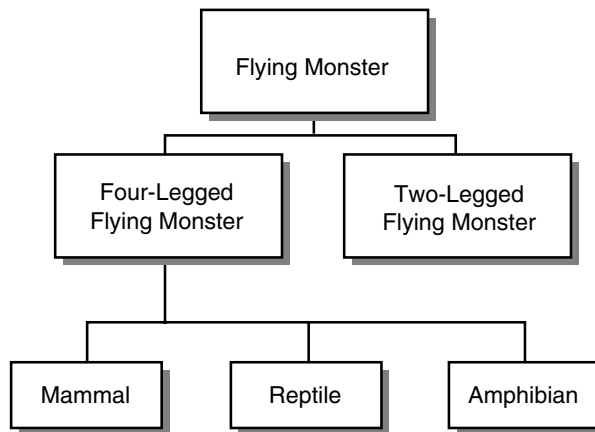 Flying Monster
Four-Legged
Flying Monster
Two-Legged
Flying Monster
Mammal
Reptile
Amphibian